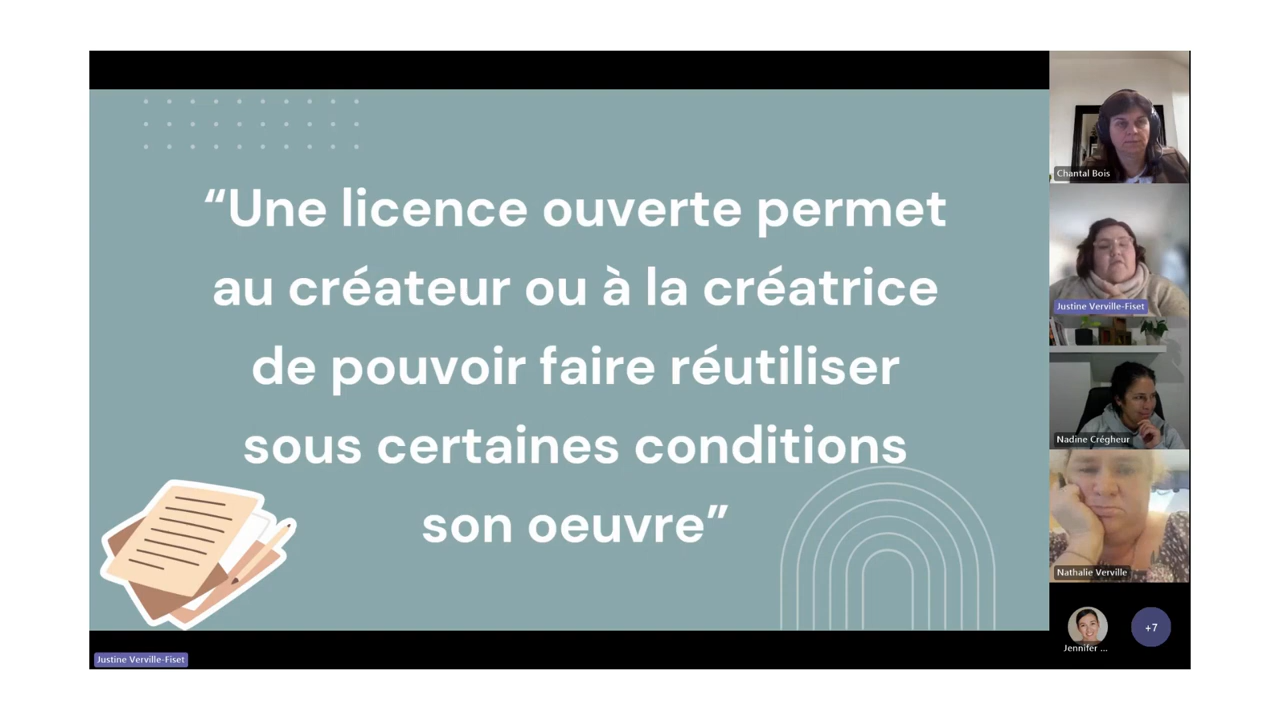 “Une licence ouverte permet
au créateur ou à la créatrice
de pouvoir faire réutiliser
sous certaines conditions
son oeuvre”
Chantal Bois
Justine Verville-Fiset
Nadine Crégheur
Nathalie Verville
Jennifer ...
+7
Justine Verville-Fiset